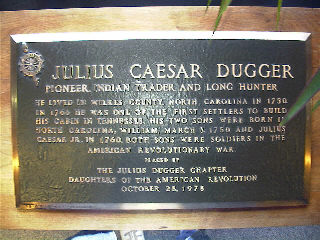 JULIUS CAESAR DUGGER
PIONEER, INDIAN TRADER AND LONG HUNTER
HE LIVED IN WILKES COUNTY, NORTH CAROLINA IN 1750
IN 1766 HE WAS ONE OF THE FIRST SETTLERS TO BUILD
HIS CABIN IN TENNESSEE. HIS TWO SONS WERE BORN IN
NORTH CAROLINA, WILLIAM, MARCH 3, 1750 AND JULIUS
CAESAR JR. IN 1760. BOTH SONS WERE SOLDIERS IN THE
AMERICAN REVOLUTIONARY WAR.
PLACED BY
THE JULIUS DUGGER CHAPTER
DAUGHTERS OF THE AMERICAN REVOLUTION
OCTOBER 28, 1978